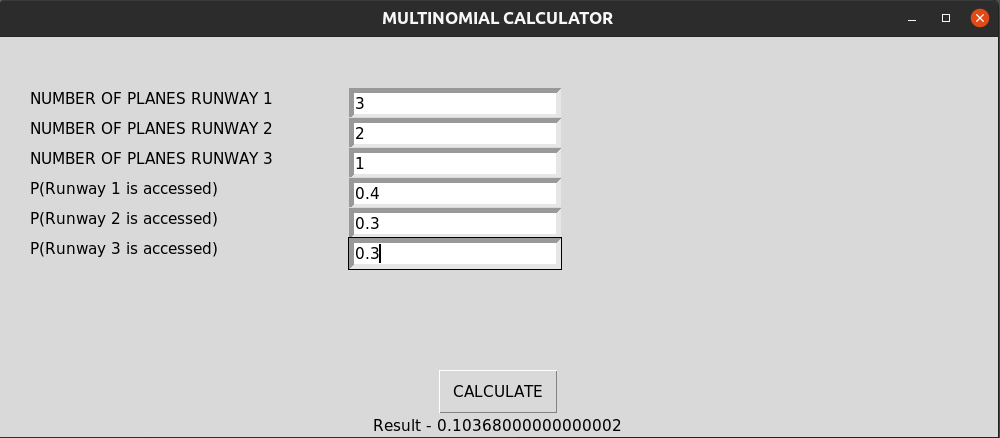 MULTINOMIAL CALCULATOR
NUMBER OF PLANES RUNWAY 1 3
NUMBER OF PLANES RUNWAY 2 2
NUMBER OF PLANES RUNWAY 3 1
P(Runway 1 is accessed) 0.4
P(Runway 2 is accessed) 0.3
P(Runway 3 is accessed) 0.3
CALCULATE
Result - 0.10368000000000002